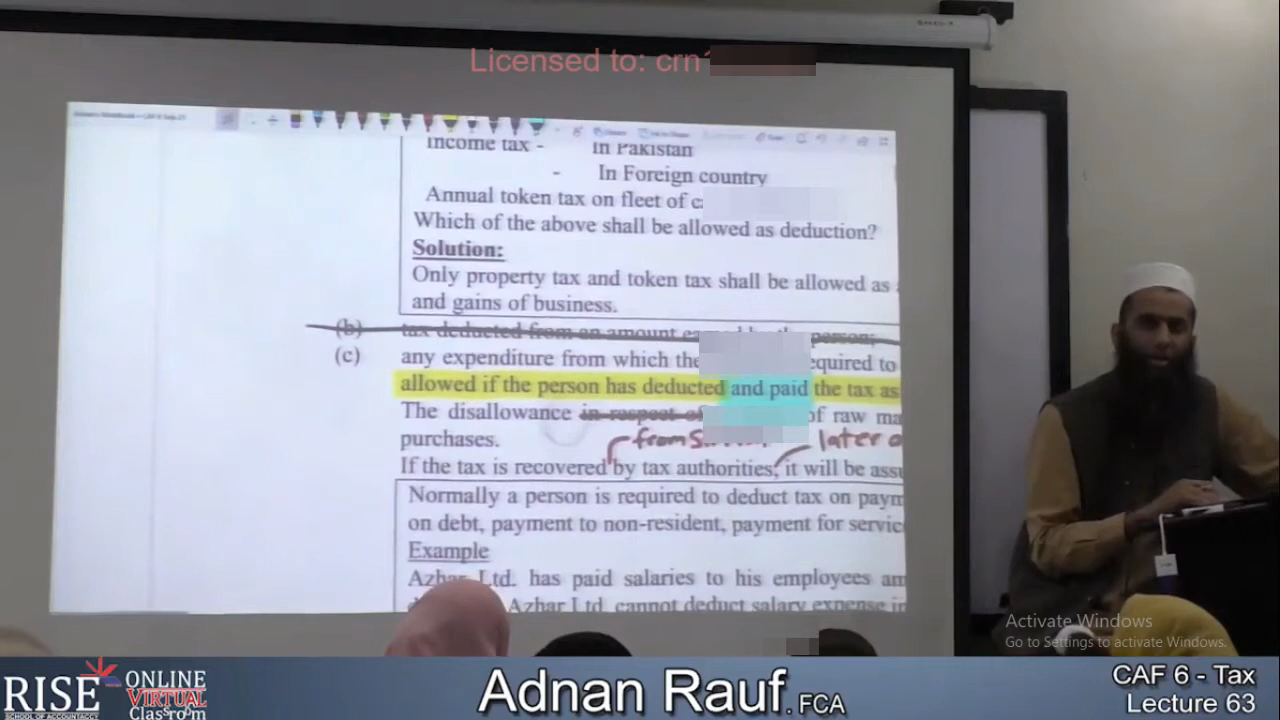 Licensed to: crn
Income tax - In Pakistan
- In Foreign country
Annual token tax on fleet of
Which of the above shall be allowed as deduction?
Solution:
Only property tax and token tax shall be allowed as
and gains of business.
(b) tax deducted from an amount by the person;
(c) any expenditure from which the required to
allowed if the person has deducted and paid the tax as
The disallowance in respect of of raw
purchases.
from later
If the tax is recovered by tax authorities, it will be
Normally a person is required to deduct tax on
on debt, payment to non-resident, payment for
Example
Azhar Ltd. has paid salaries to his employees
Azhar Ltd. cannot deduct salary expense
Activate Windows
Go to Settings to activate Windows.
RISE
SCHOOL OF ACCOUNTANCY
ONLINE
VIRTUAL
Classroom
Adnan Rauf. FCA
CAF 6 - Tax
Lecture 63